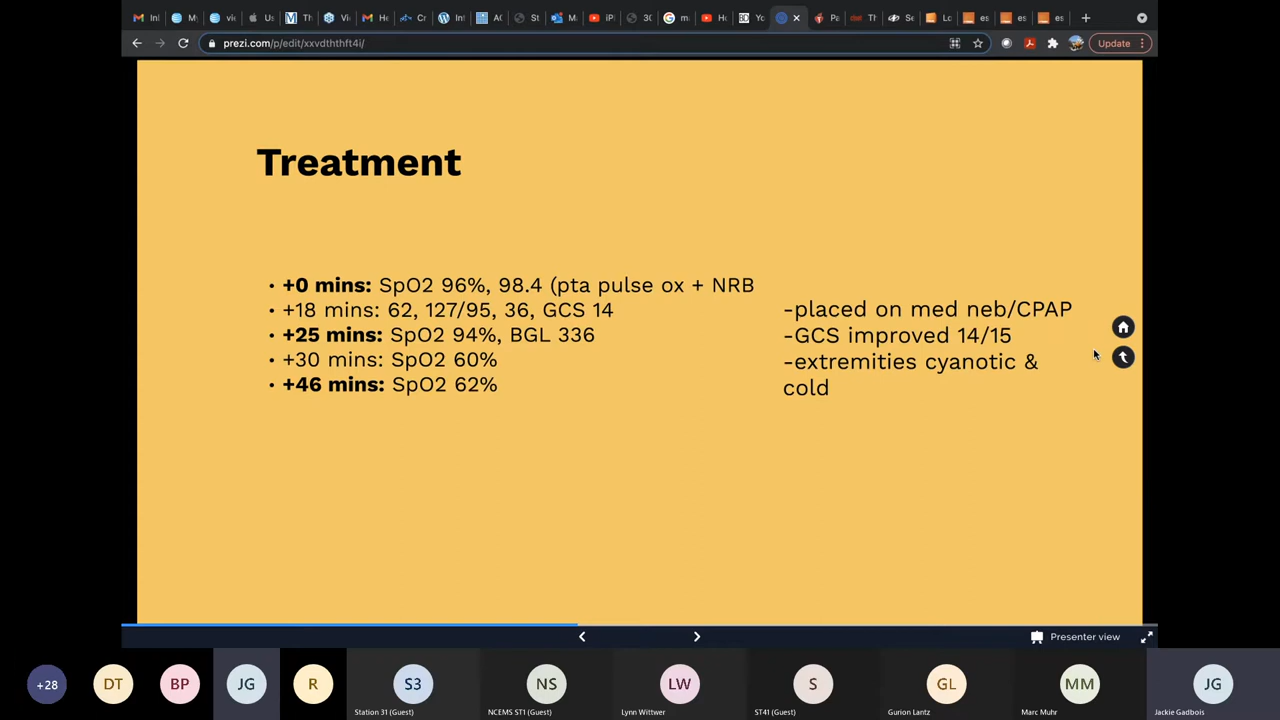 prezi.com/p/edit/xxvdththft4i/
Update
Treatment
• +0 mins: SpO2 96%, 98.4 (pta pulse ox + NRB
• +18 mins: 62, 127/95, 36, GCS 14
• +25 mins: SpO2 94%, BGL 336
• +30 mins: SpO2 60%
• +46 mins: SpO2 62%
-placed on med neb/CPAP
-GCS improved 14/15
-extremities cyanotic &
cold
Presenter view
+28
DT
BP
JG
R
S3
NS
LW
S
GL
MM
JG
Station 31 (Guest)
NCEMS ST1 (Guest)
Lynn Wittwer
ST41 (Guest)
Gurion Lantz
Marc Muhr
Jackie Gadbois